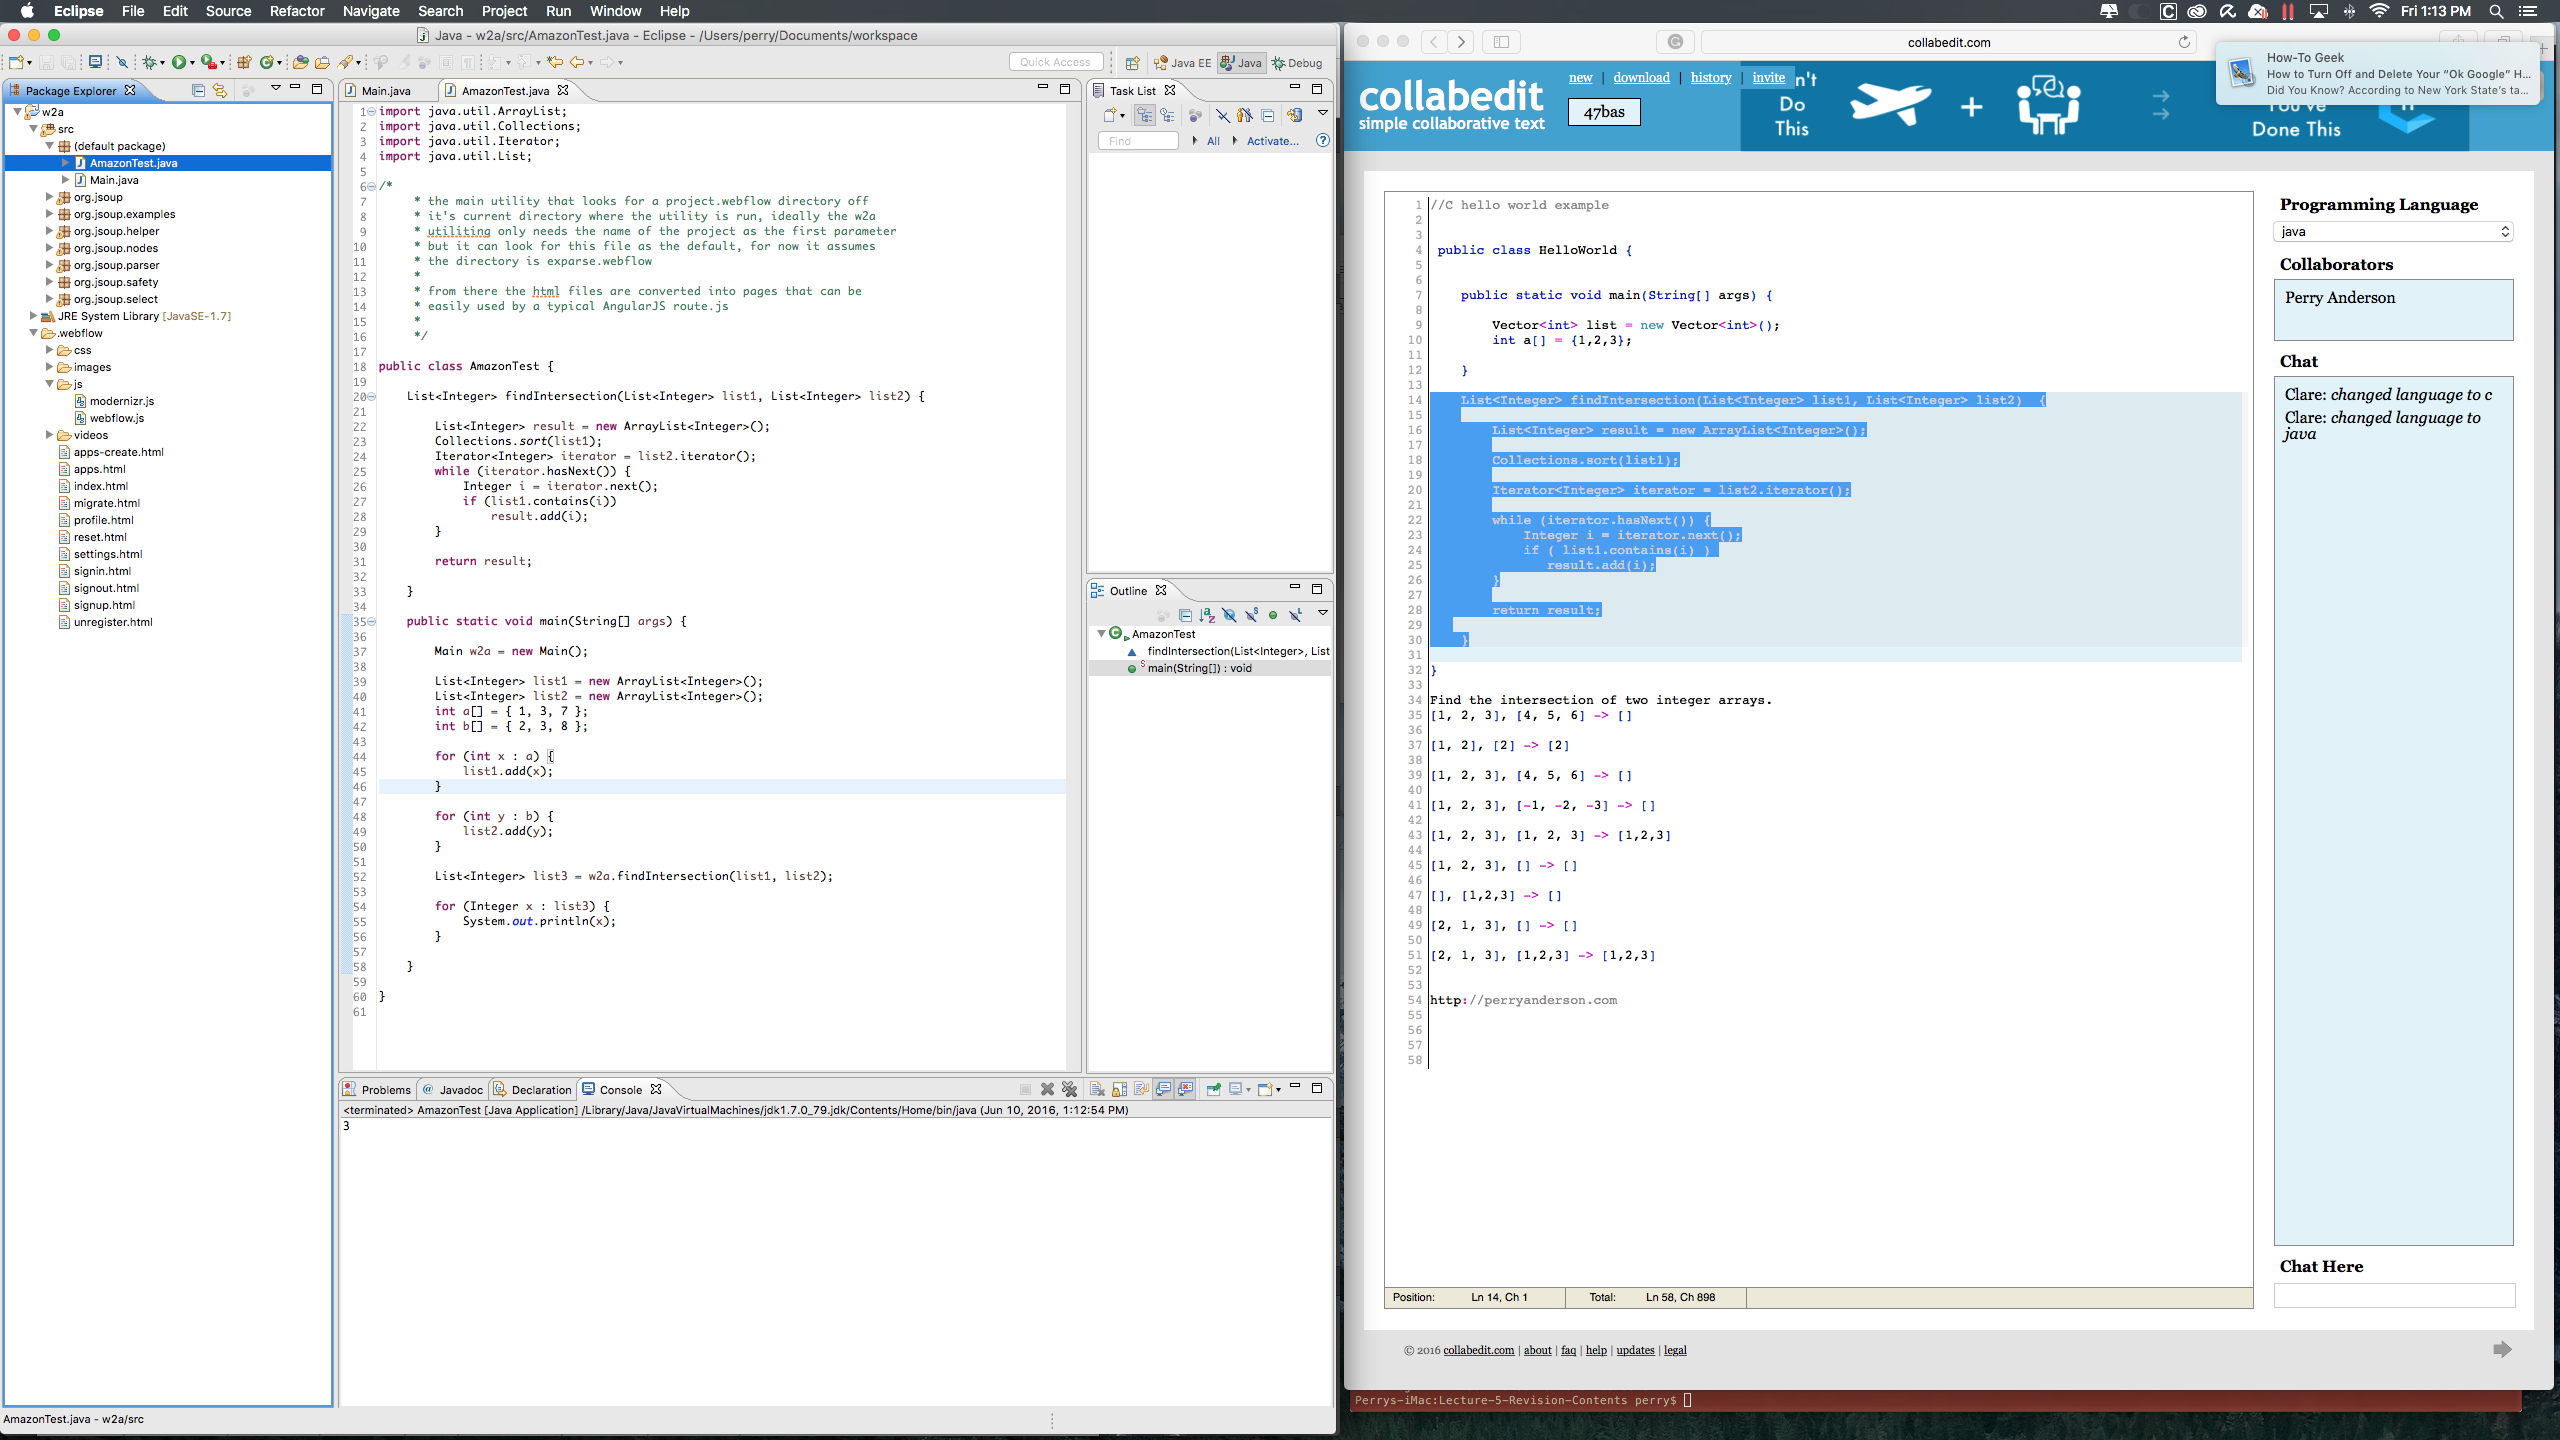 Eclipse File Edit Source Refactor Navigate Search Project Run Window Help
Fri 1:13 PM
Java - w2a/src/AmazonTest.java - Eclipse - /Users/perry/Documents/workspace
Quick Access
Java EE
Java
Debug
Package Explorer
w2a
src
(default package)
AmazonTest.java
Main.java
org.jsoup
org.jsoup.examples
org.jsoup.helper
org.jsoup.nodes
org.jsoup.parser
org.jsoup.safety
org.jsoup.select
JRE System Library [JavaSE-1.7]
.webflow
css
images
js
modernizr.js
webflow.js
videos
apps-create.html
apps.html
index.html
migrate.html
profile.html
reset.html
settings.html
signin.html
signout.html
signup.html
unregister.html
Main.java
AmazonTest.java
1 import java.util.ArrayList;
2 import java.util.Collections;
3 import java.util.Iterator;
4 import java.util.List;
5
6 /*
7 * the main utility that looks for a project.webflow directory off
8 * it's current directory where the utility is run, ideally the w2a
9 * utiliting only needs the name of the project as the first parameter
10 * but it can look for this file as the default, for now it assumes
11 * the directory is exparse.webflow
12 *
13 * from there the html files are converted into pages that can be
14 * easily used by a typical AngularJS route.js
15 *
16 */
17
18 public class AmazonTest {
19
20 List<Integer> findIntersection(List<Integer> list1, List<Integer> list2) {
21
22 List<Integer> result = new ArrayList<Integer>();
23 Collections.sort(list1);
24 Iterator<Integer> iterator = list2.iterator();
25 while (iterator.hasNext()) {
26 Integer i = iterator.next();
27 if (list1.contains(i))
28 result.add(i);
29 }
30
31 return result;
32
33 }
34
35 public static void main(String[] args) {
36
37 Main w2a = new Main();
38
39 List<Integer> list1 = new ArrayList<Integer>();
40 List<Integer> list2 = new ArrayList<Integer>();
41 int a[] = { 1, 3, 7 };
42 int b[] = { 2, 3, 8 };
43
44 for (int x : a) {
45 list1.add(x);
46 }
47
48 for (int y : b) {
49 list2.add(y);
50 }
51
52 List<Integer> list3 = w2a.findIntersection(list1, list2);
53
54 for (Integer x : list3) {
55 System.out.println(x);
56 }
57
58 }
59
60 }
61
Task List
Find
All
Activate...
Outline
AmazonTest
findIntersection(List<Integer>, List
main(String[]) : void
Problems
Javadoc
Declaration
Console
<terminated> AmazonTest [Java Application] /Library/Java/JavaVirtualMachines/jdk1.7.0_79.jdk/Contents/Home/bin/java (Jun 10, 2016, 1:12:54 PM)
3
AmazonTest.java - w2a/src
collabedit.com
How-To Geek
How to Turn Off and Delete Your "Ok Google" H...
Did You Know? According to New York State's ta...
collabedit
simple collaborative text
new | download | history | invite
47bas
n't
Do
This
+
You've
Done This
1 //C hello world example
2
3
4 public class HelloWorld {
5
6
7 public static void main(String[] args) {
8
9 Vector<int> list = new Vector<int>();
10 int a[] = {1,2,3};
11
12 }
13
14 List<Integer> findIntersection(List<Integer> list1, List<Integer> list2) {
15
16 List<Integer> result = new ArrayList<Integer>();
17
18 Collections.sort(list1);
19
20 Iterator<Integer> iterator = list2.iterator();
21
22 while (iterator.hasNext()) {
23 Integer i = iterator.next();
24 if ( list1.contains(i) )
25 result.add(i);
26 }
27
28 return result;
29
30 }
31
32 }
33
34 Find the intersection of two integer arrays.
35 [1, 2, 3], [4, 5, 6] -> []
36
37 [1, 2], [2] -> [2]
38
39 [1, 2, 3], [4, 5, 6] -> []
40
41 [1, 2, 3], [-1, -2, -3] -> []
42
43 [1, 2, 3], [1, 2, 3] -> [1,2,3]
44
45 [1, 2, 3], [] -> []
46
47 [], [1,2,3] -> []
48
49 [2, 1, 3], [] -> []
50
51 [2, 1, 3], [1,2,3] -> [1,2,3]
52
53
54 http://perryanderson.com
55
56
57
58
Position: Ln 14, Ch 1 Total: Ln 58, Ch 898
Programming Language
java
Collaborators
Perry Anderson
Chat
Clare: changed language to c
Clare: changed language to
java
Chat Here
© 2016 collabedit.com | about | faq | help | updates | legal
Perrys-iMac:Lecture-5-Revision-Contents perry$